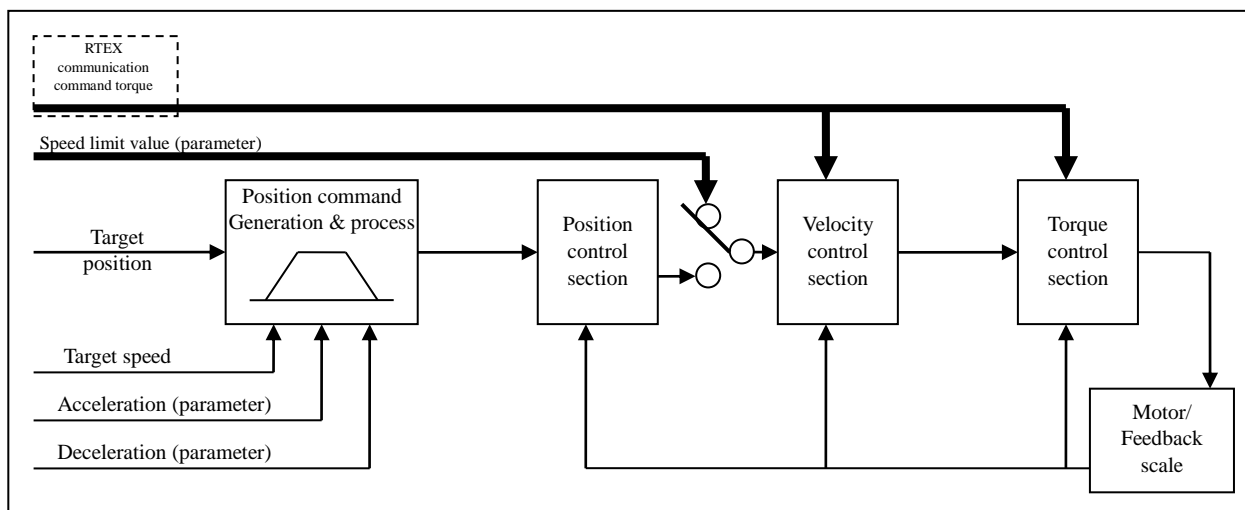 RTEX
communication
command torque
Speed limit value (parameter)
Position command
Generation & process
Target
position
Position
control
section
Velocity
control
section
Torque
control
section
Target speed
Acceleration (parameter)
Deceleration (parameter)
Motor/
Feedback
scale